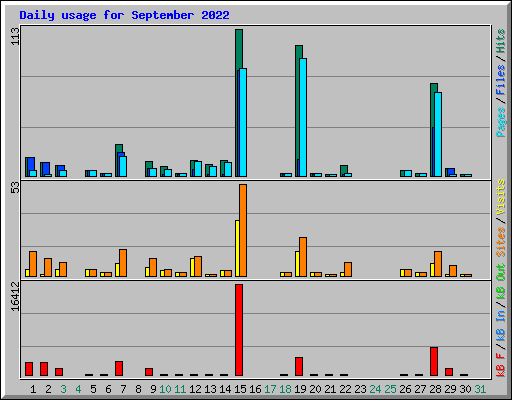 Daily usage for September 2022
113
53
16412
Pages/Files/Hits
kB F/kB In/kB Out Sites/Visits
1 2 3 4 5 6 7 8 9 10 11 12 13 14 15 16 17 18 19 20 21 22 23 24 25 26 27 28 29 30 31